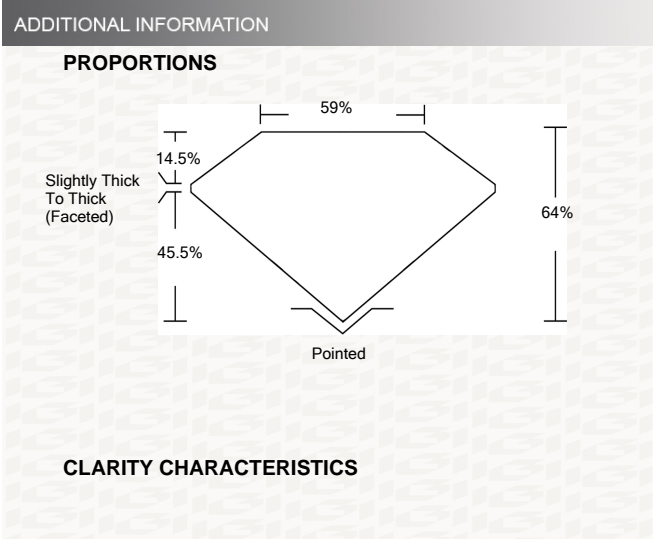 ADDITIONAL INFORMATION
PROPORTIONS
59%
14.5%
Slightly Thick
To Thick
(Faceted)
64%
45.5%
Pointed
CLARITY CHARACTERISTICS